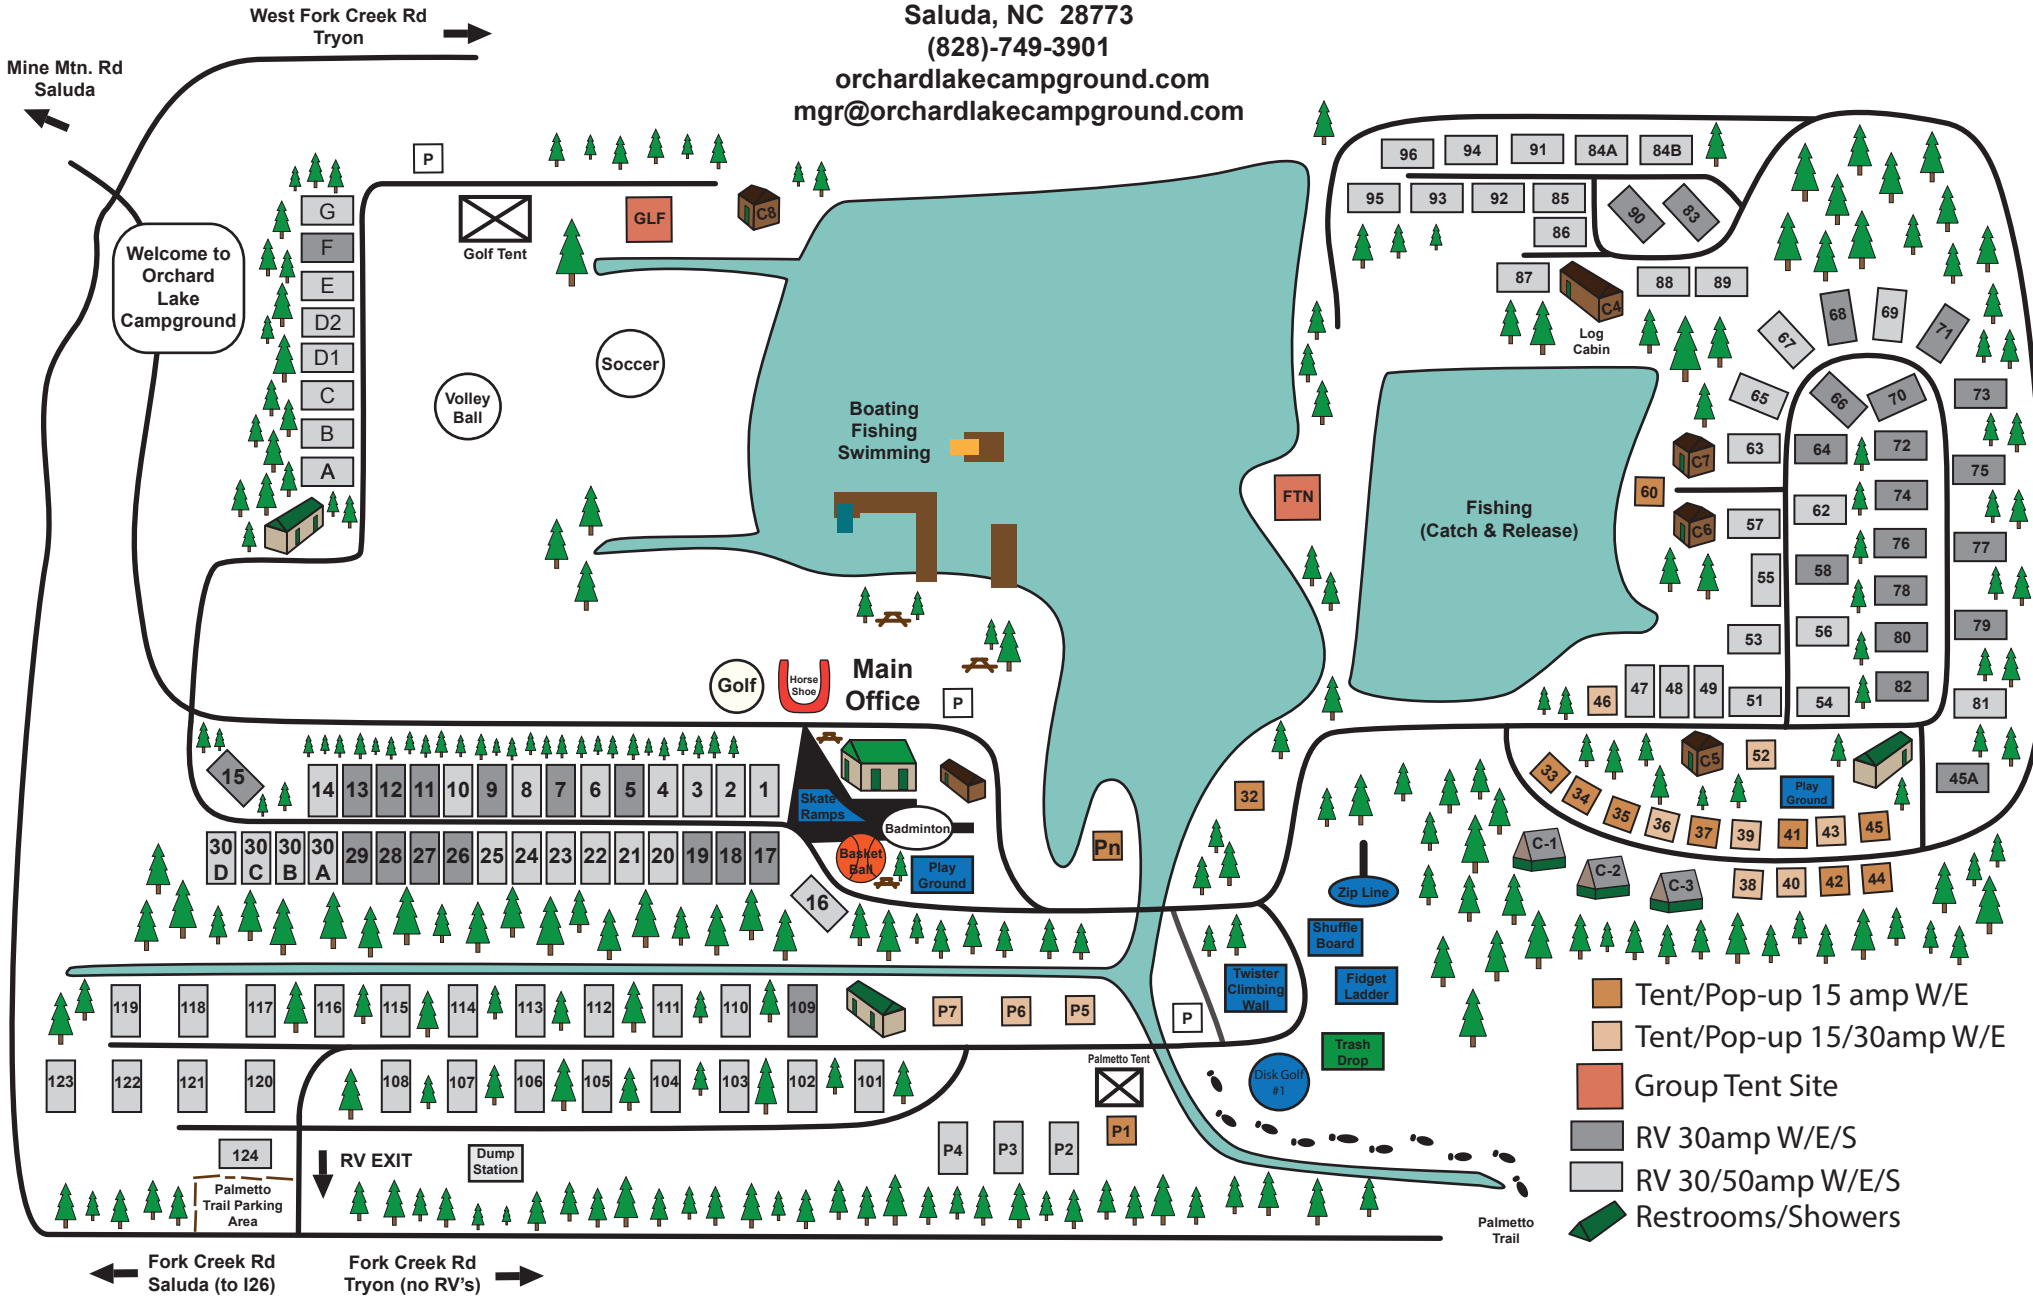 Saluda, NC  28773
(828)-749-3901
orchardlakecampground.com
mgr@orchardlakecampground.com
West Fork Creek Rd
Tryon
Mine Mtn. Rd
Saluda
Welcome to
Orchard
Lake
Campground
P
G
F
E
D2
D1
C
B
A
Golf Tent
GLF
C8
Soccer
Volley
Ball
Boating
Fishing
Swimming
96
94
91
84A
84B
95
93
92
85
86
90
83
87
C4
88
89
Log
Cabin
67
68
69
71
65
66
70
73
C7
63
64
72
75
60
C6
57
62
74
76
77
55
58
78
53
56
80
79
46
47
48
49
51
54
82
81
FTN
Fishing
(Catch & Release)
Golf
Horse
Shoe
Main
Office
P
15
14
13
12
11
10
9
8
7
6
5
4
3
2
1
Skate
Ramps
Badminton
Basket
Ball
Play
Ground
30
D
30
C
30
B
30
A
29
28
27
26
25
24
23
22
21
20
19
18
17
16
Pn
32
33
34
35
36
37
39
41
43
45
C5
52
Play
Ground
45A
C-1
C-2
C-3
38
40
42
44
Zip Line
Shuffle
Board
Twister
Climbing
Wall
Fidget
Ladder
P
Trash
Drop
Disk Golf
#1
119
118
117
116
115
114
113
112
111
110
109
P7
P6
P5
123
122
121
120
108
107
106
105
104
103
102
101
Palmetto Tent
P1
P4
P3
P2
124
RV EXIT
Dump
Station
Palmetto
Trail Parking
Area
Palmetto
Trail
Tent/Pop-up 15 amp W/E
Tent/Pop-up 15/30amp W/E
Group Tent Site
RV 30amp W/E/S
RV 30/50amp W/E/S
Restrooms/Showers
Fork Creek Rd
Saluda (to I26)
Fork Creek Rd
Tryon (no RV's)